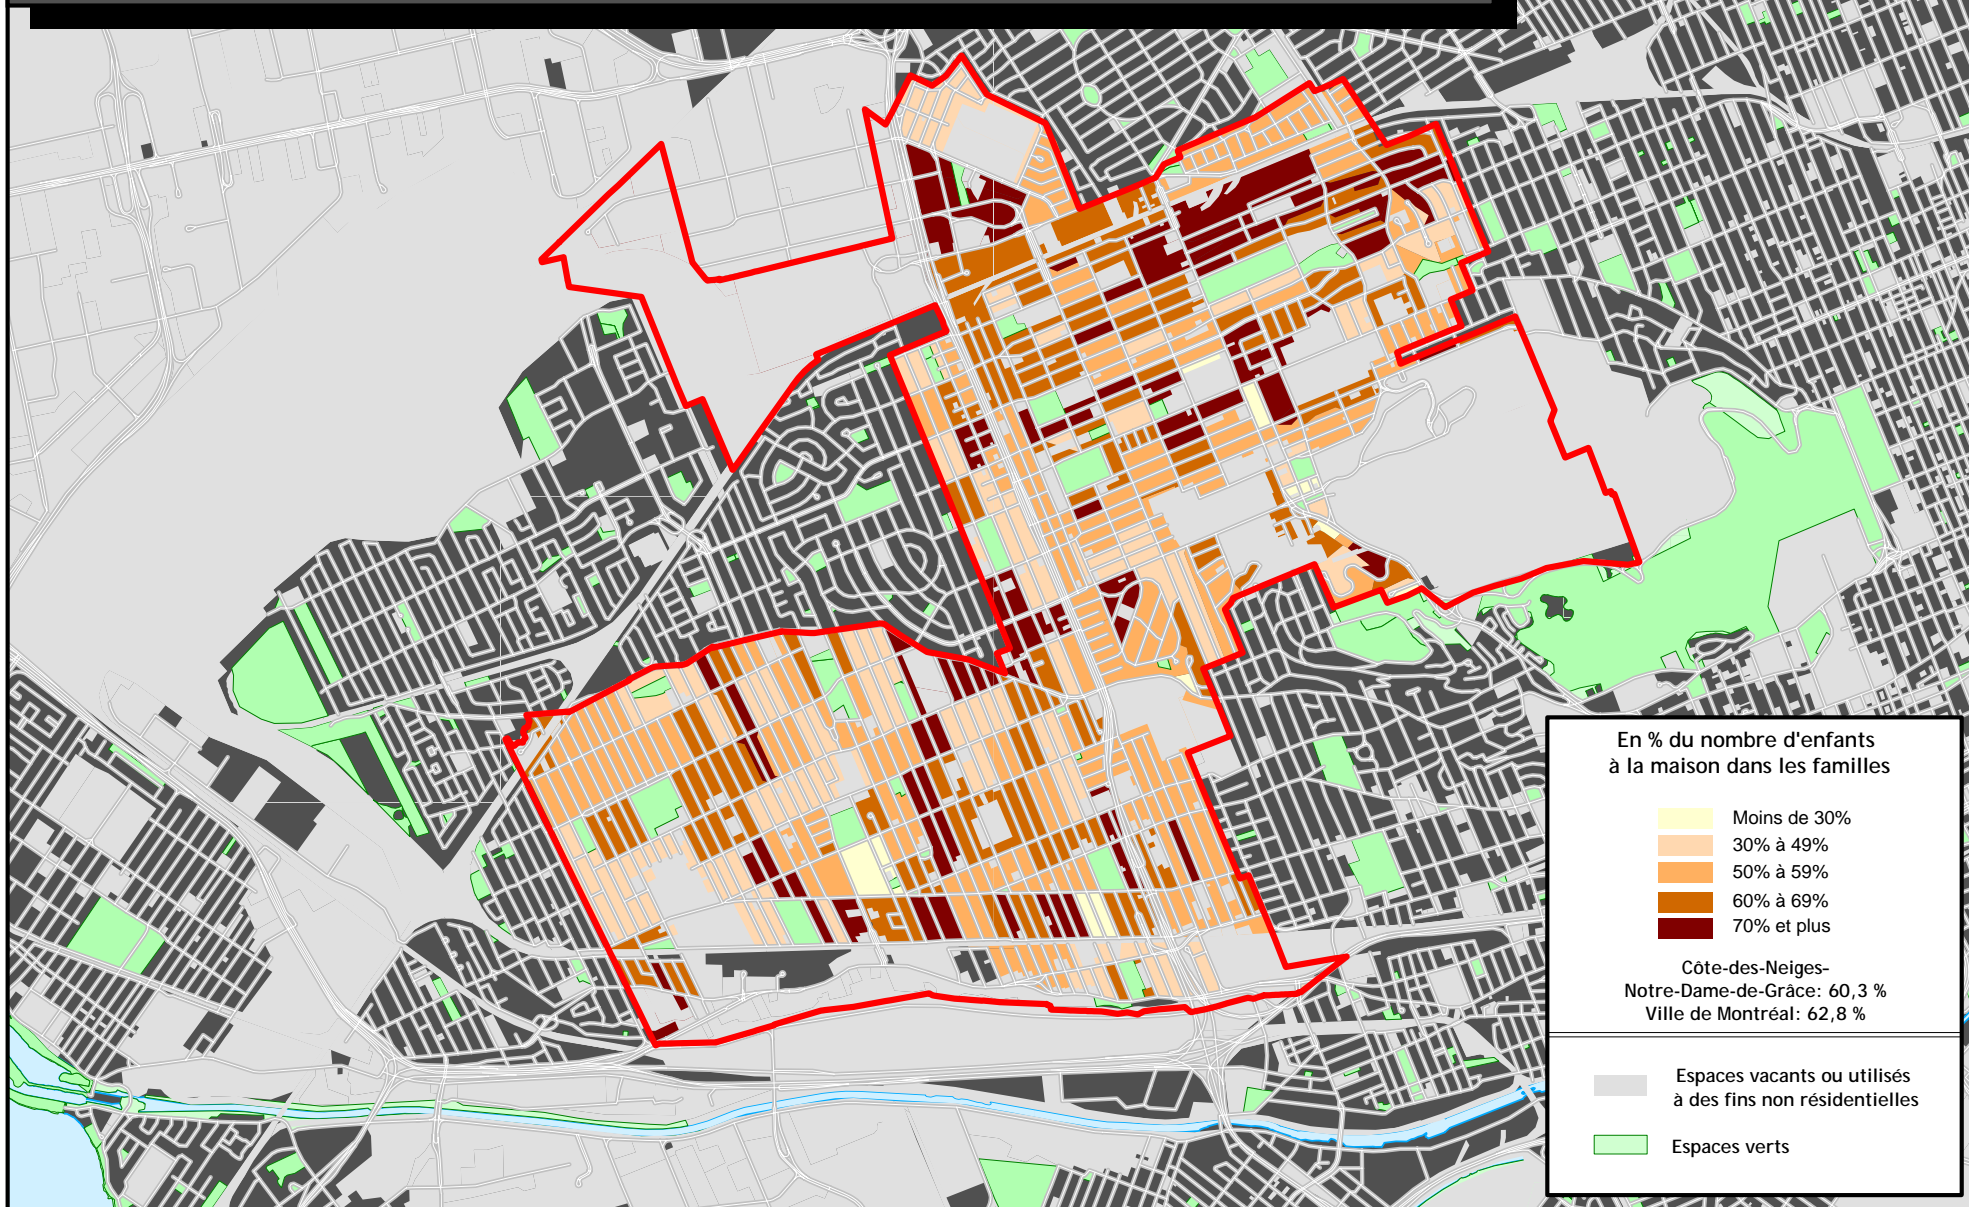 En % du nombre d'enfants
à la maison dans les familles
Moins de 30%
30% à 49%
50% à 59%
60% à 69%
70% et plus
Côte-des-Neiges-
Notre-Dame-de-Grâce: 60,3 %
Ville de Montréal: 62,8 %
Espaces vacants ou utilisés
à des fins non résidentielles
Espaces verts